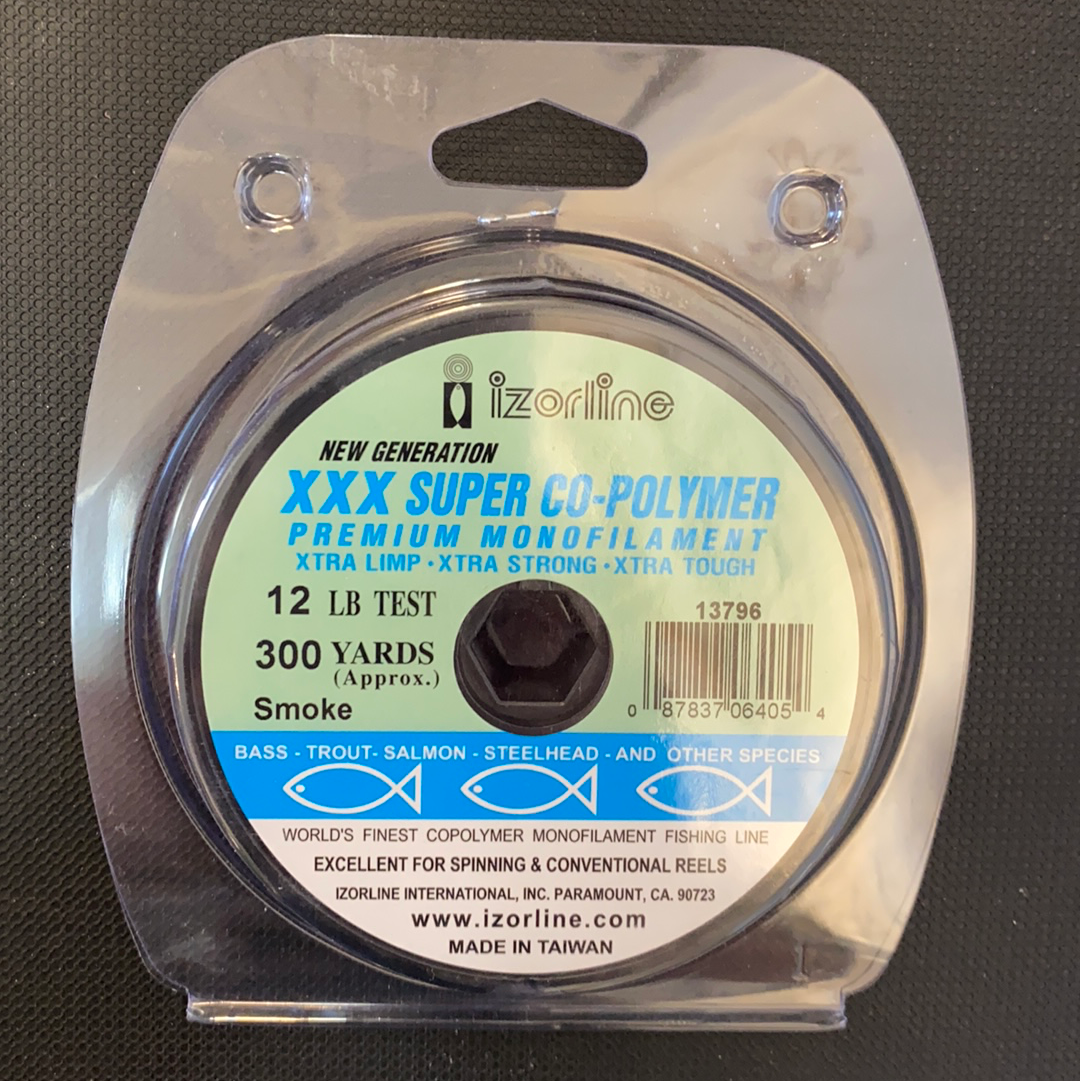 izorline
NEW GENERATION
XXX SUPER CO-POLYMER
PREMIUM MONOFILAMENT
XTRA LIMP · XTRA STRONG · XTRA TOUGH
12 LB TEST
300 YARDS
(Approx.)
Smoke
13796
0 87837 06405 4
BASS - TROUT- SALMON - STEELHEAD - AND OTHER SPECIES
WORLD'S FINEST COPOLYMER MONOFILAMENT FISHING LINE
EXCELLENT FOR SPINNING & CONVENTIONAL REELS
IZORLINE INTERNATIONAL, INC. PARAMOUNT, CA. 90723
www.izorline.com
MADE IN TAIWAN